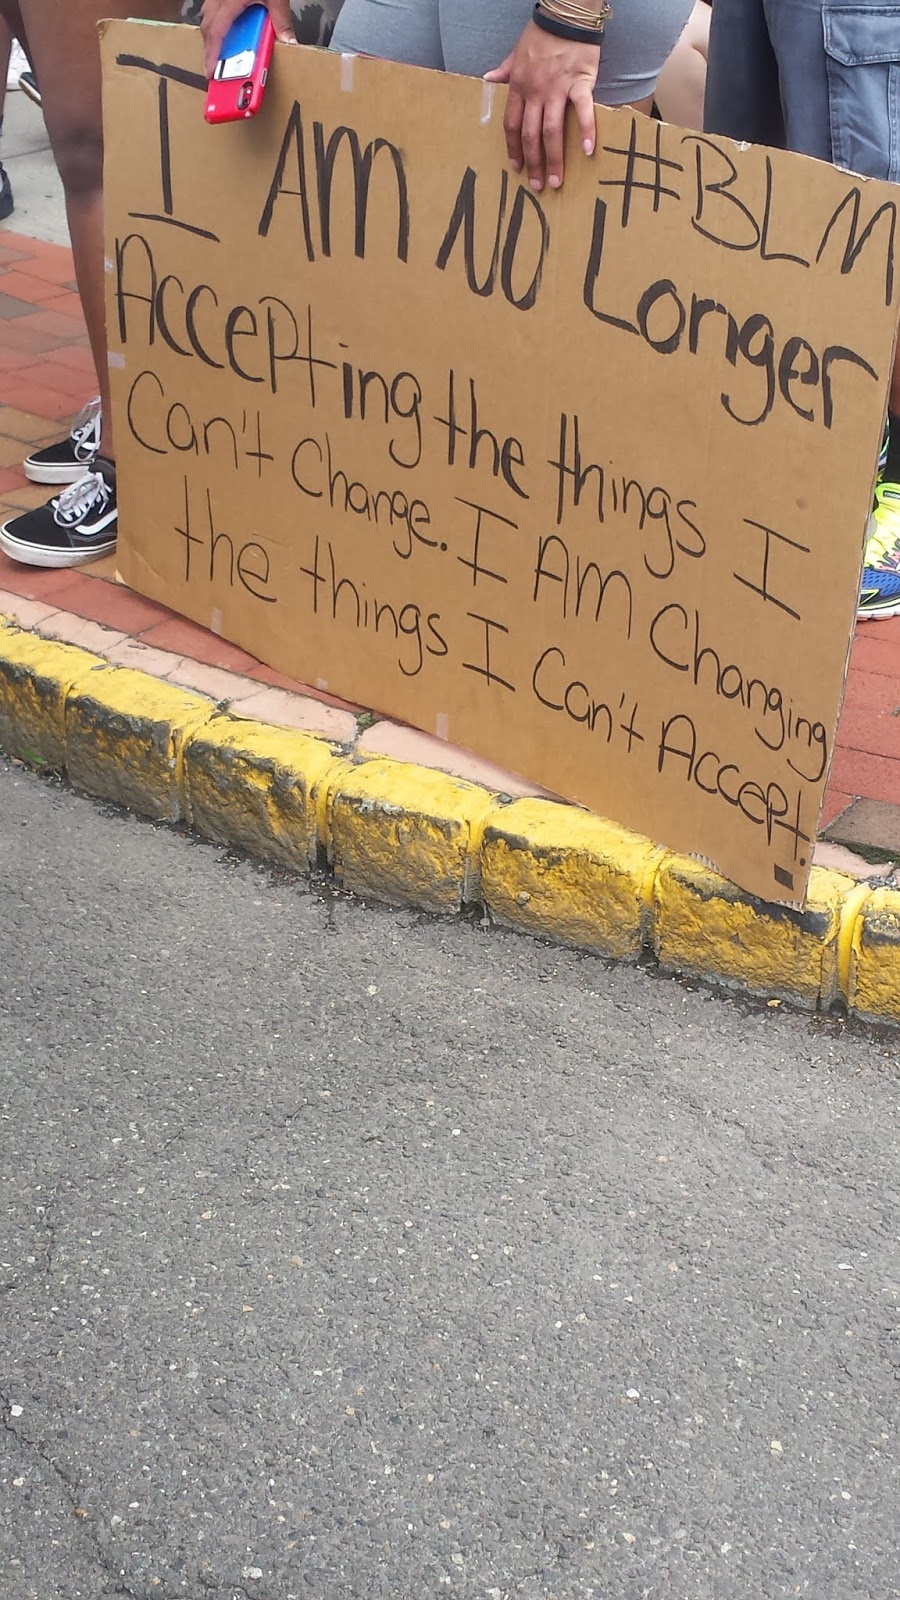 #BLM
I Am NO Longer
Accepting the things I
Can't Change. I Am Changing
the things I Can't Accept.